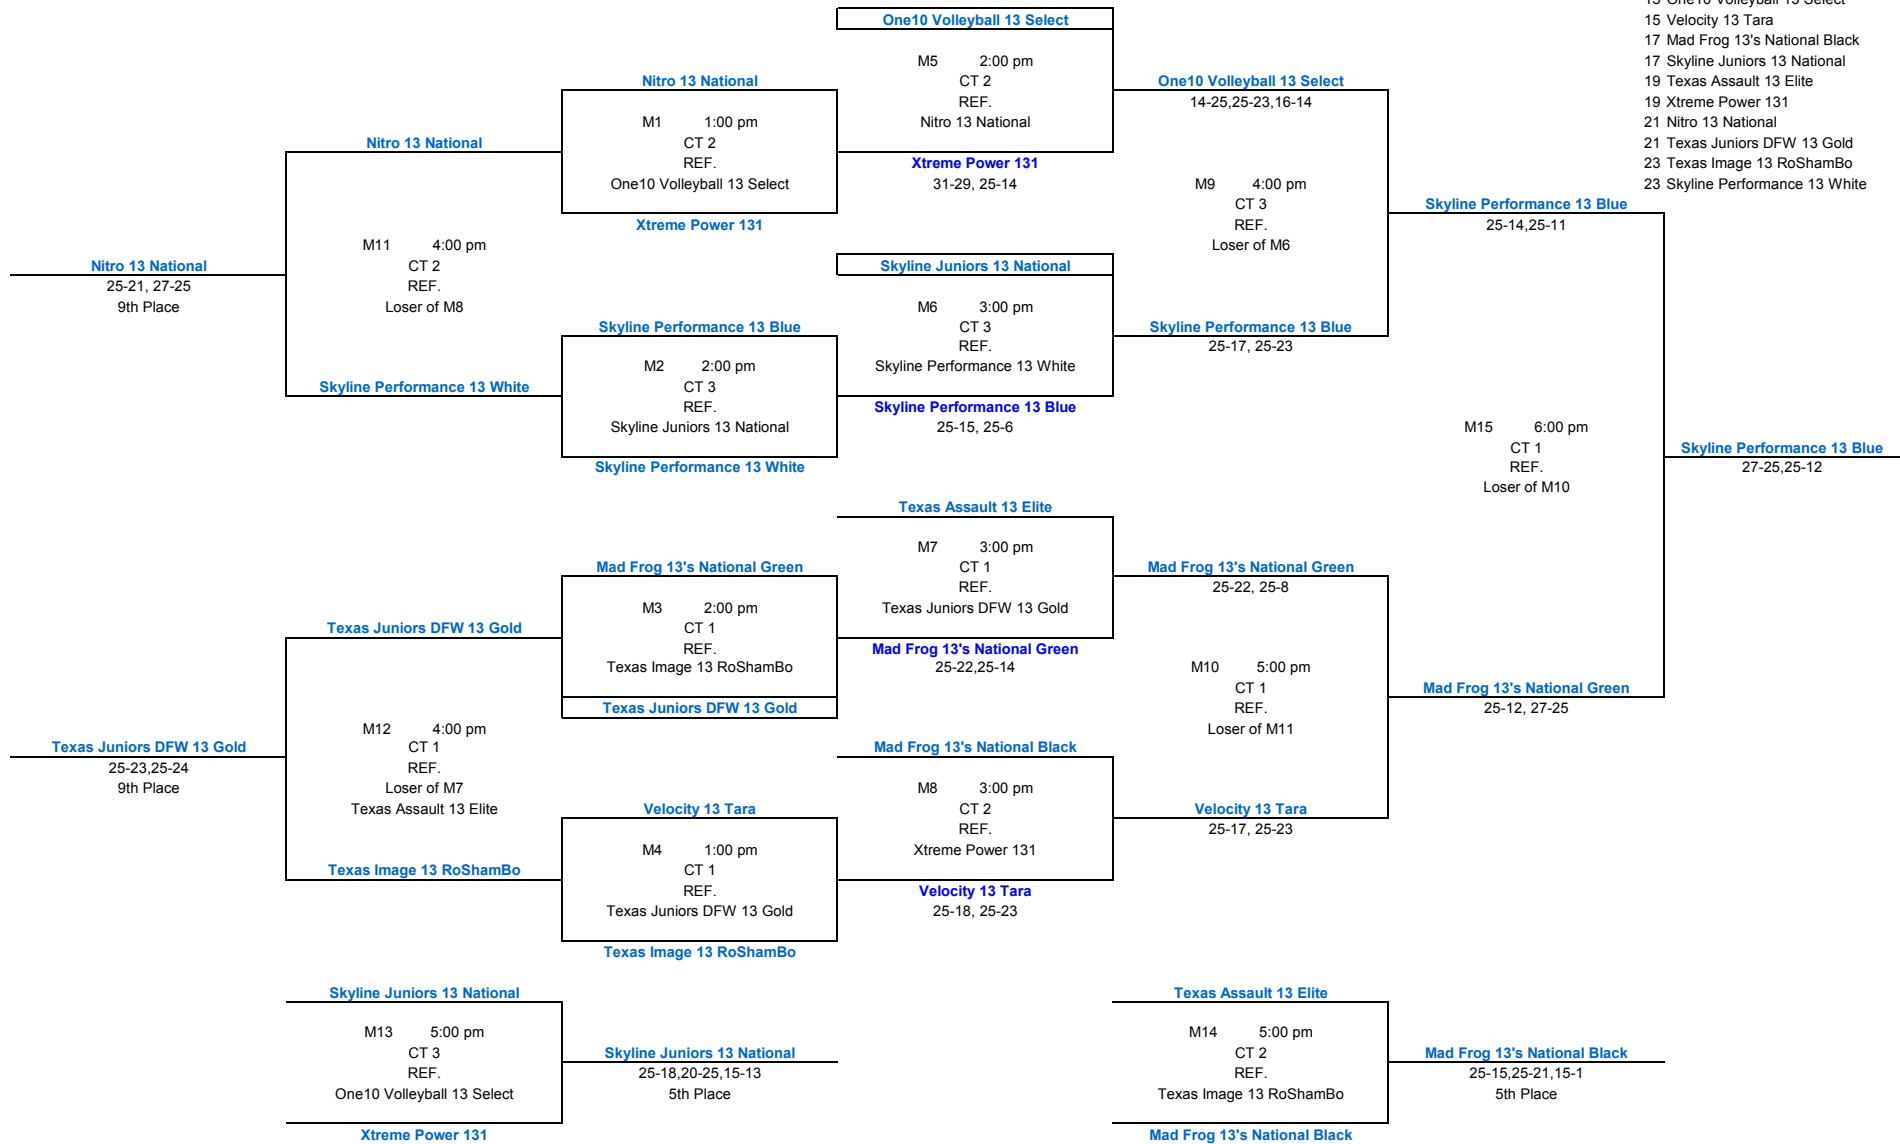 One10 Volleyball 13 Select
15 Velocity 13 Tara
17 Mad Frog 13's National Black
17 Skyline Juniors 13 National
19 Texas Assault 13 Elite
19 Xtreme Power 131
21 Nitro 13 National
21 Texas Juniors DFW 13 Gold
23 Texas Image 13 RoShamBo
23 Skyline Performance 13 White
Nitro 13 National
25-21, 27-25
9th Place
Texas Juniors DFW 13 Gold
25-23,25-24
9th Place
Nitro 13 National
M11 4:00 pm
CT 2
REF.
Loser of M8
Skyline Performance 13 White
Texas Juniors DFW 13 Gold
M12 4:00 pm
CT 1
REF.
Loser of M7
Texas Assault 13 Elite
Texas Image 13 RoShamBo
Nitro 13 National
M1 1:00 pm
CT 2
REF.
One10 Volleyball 13 Select
Xtreme Power 131
Skyline Performance 13 Blue
M2 2:00 pm
CT 3
REF.
Skyline Juniors 13 National
Skyline Performance 13 White
Mad Frog 13's National Green
M3 2:00 pm
CT 1
REF.
Texas Image 13 RoShamBo
Texas Juniors DFW 13 Gold
Velocity 13 Tara
M4 1:00 pm
CT 1
REF.
Texas Juniors DFW 13 Gold
Texas Image 13 RoShamBo
One10 Volleyball 13 Select
M5 2:00 pm
CT 2
REF.
Nitro 13 National
Xtreme Power 131
31-29, 25-14
Skyline Juniors 13 National
M6 3:00 pm
CT 3
REF.
Skyline Performance 13 White
Skyline Performance 13 Blue
25-15, 25-6
Texas Assault 13 Elite
M7 3:00 pm
CT 1
REF.
Texas Juniors DFW 13 Gold
Mad Frog 13's National Green
25-22,25-14
Mad Frog 13's National Black
M8 3:00 pm
CT 2
REF.
Xtreme Power 131
Velocity 13 Tara
25-18, 25-23
One10 Volleyball 13 Select
14-25,25-23,16-14
M9 4:00 pm
CT 3
REF.
Loser of M6
Skyline Performance 13 Blue
25-17, 25-23
Mad Frog 13's National Green
25-22, 25-8
M10 5:00 pm
CT 1
REF.
Loser of M11
Velocity 13 Tara
25-17, 25-23
Skyline Performance 13 Blue
25-14,25-11
M15 6:00 pm
CT 1
REF.
Loser of M10
Mad Frog 13's National Green
25-12, 27-25
Skyline Performance 13 Blue
27-25,25-12
Skyline Juniors 13 National
M13 5:00 pm
CT 3
REF.
One10 Volleyball 13 Select
Xtreme Power 131
Skyline Juniors 13 National
25-18,20-25,15-13
5th Place
Texas Assault 13 Elite
M14 5:00 pm
CT 2
REF.
Texas Image 13 RoShamBo
Mad Frog 13's National Black
Mad Frog 13's National Black
25-15,25-21,15-1
5th Place